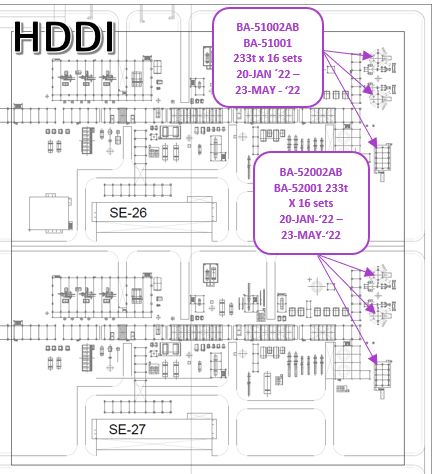 HDDI
BA-51002AB
BA-51001
233t x 16 sets
20-JAN ´22 –
23-MAY - ‘22
BA-52002AB
BA-52001 233t
X 16 sets
20-JAN-‘22 –
23-MAY-‘22
SE-26
SE-27